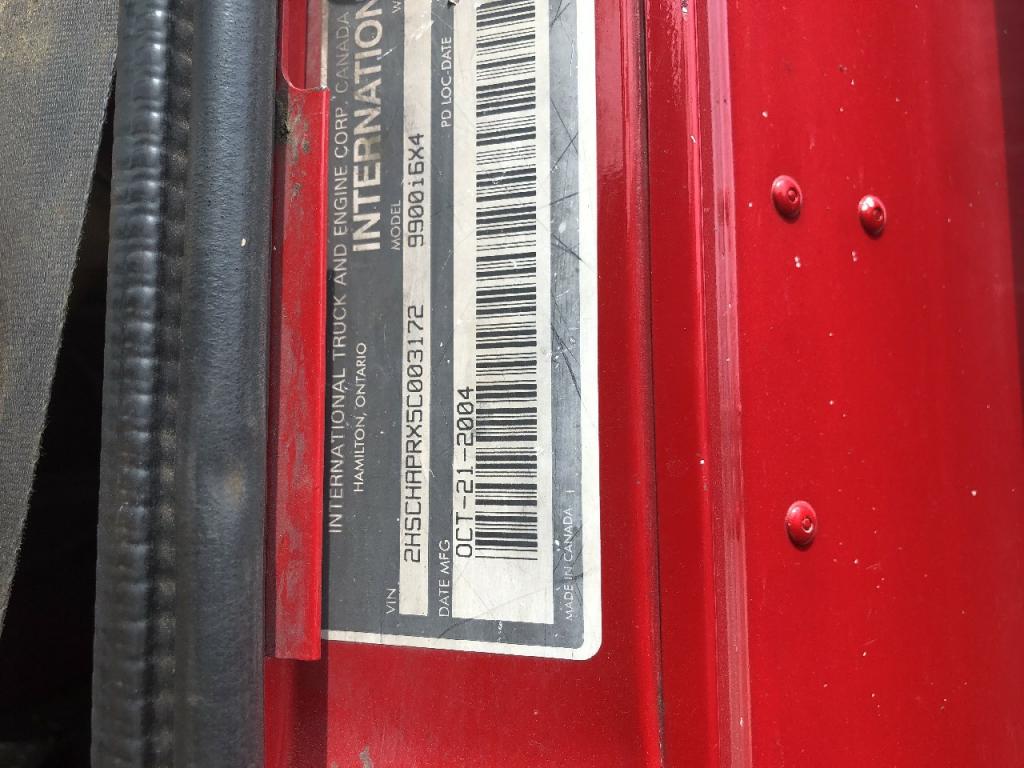 INTERNATIONAL TRUCK AND ENGINE CORP. CANADA
HAMILTON, ONTARIO
INTERNATION
VIN
MODEL
2HSCHAPRX5C003172
9900i6X4
DATE MFG
PD LOC-DATE
OCT-21-2004
MADE IN CANADA